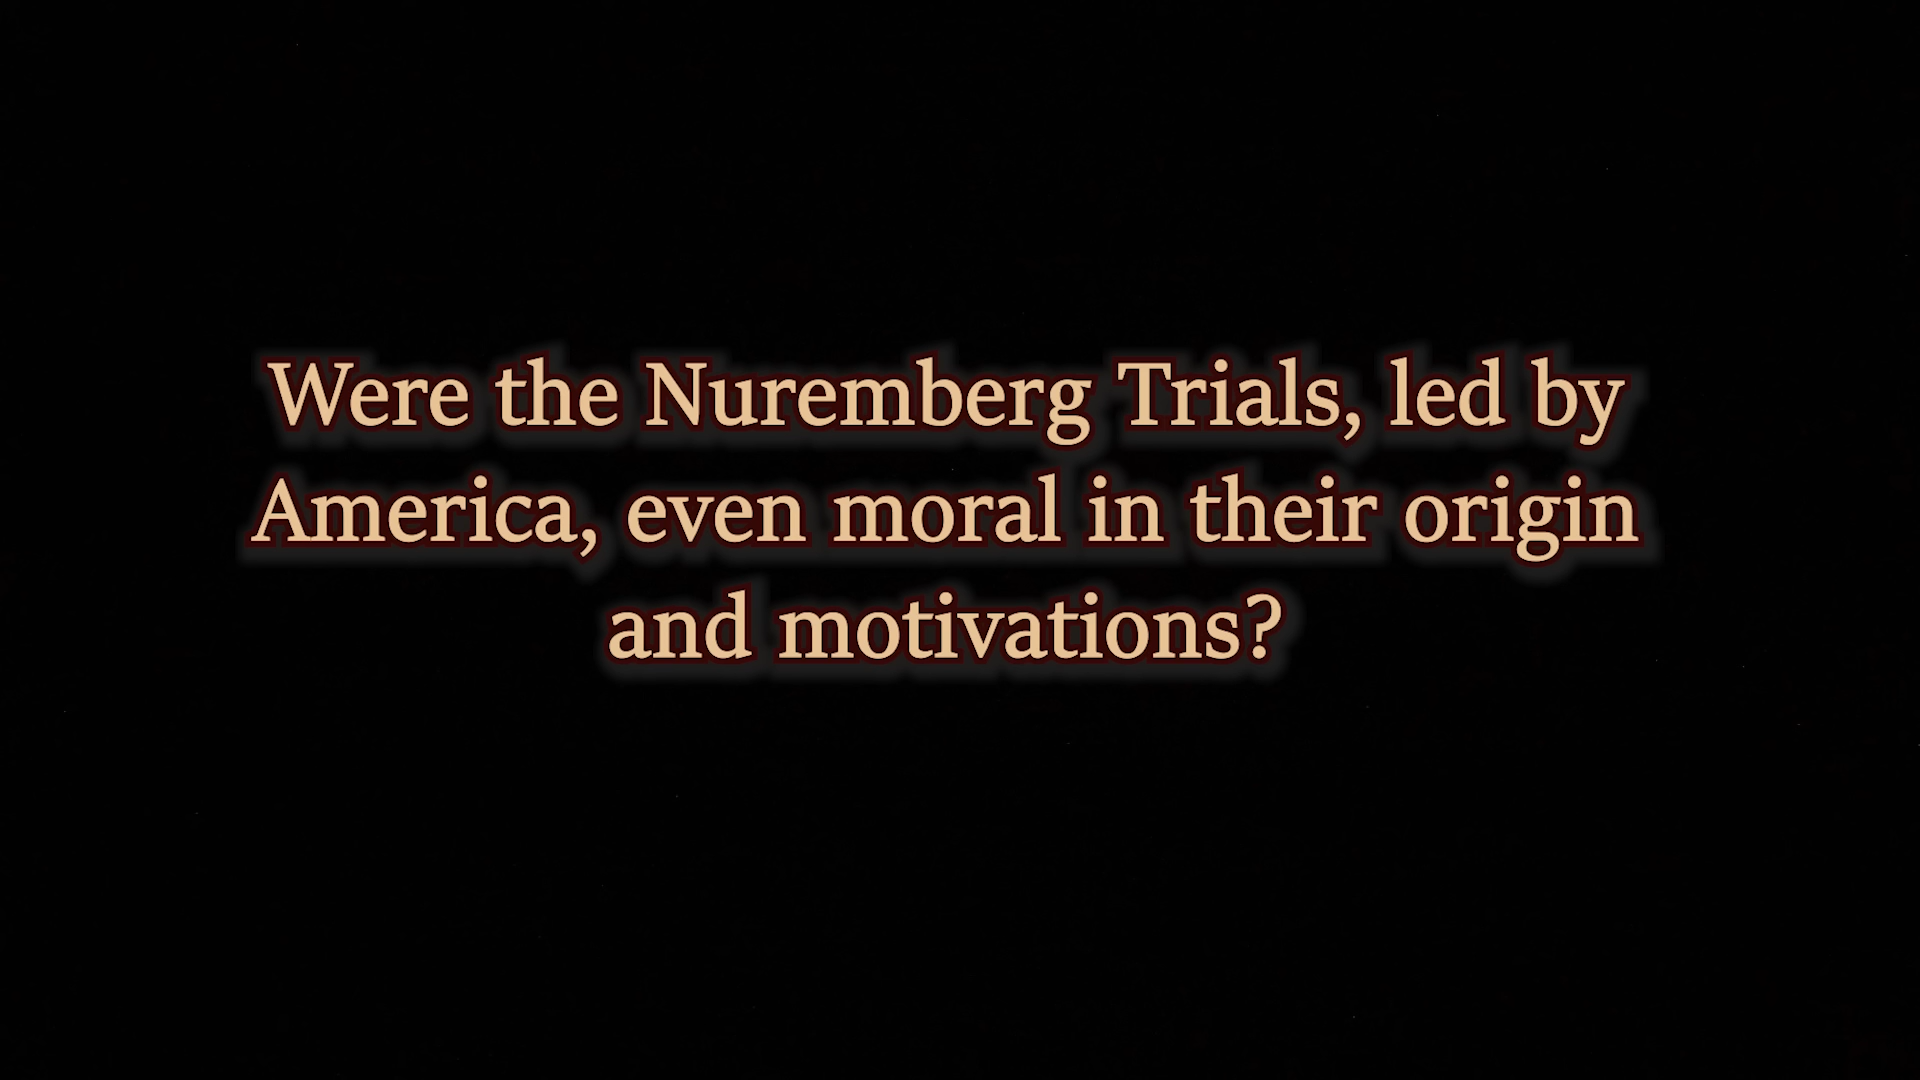 Were the Nuremberg Trials, led by
America, even moral in their origin
and motivations?